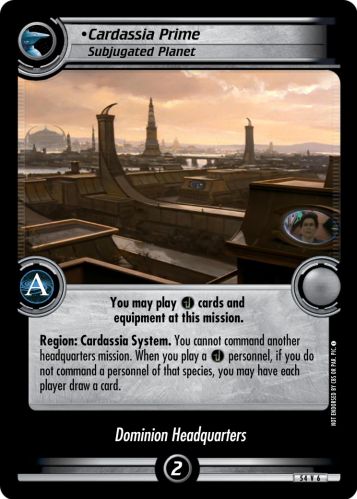 •Cardassia Prime
Subjugated Planet
A
You may play cards and
equipment at this mission.
Region: Cardassia System. You cannot command another
headquarters mission. When you play a personnel, if you do
not command a personnel of that species, you may have each
player draw a card.
Dominion Headquarters
2
54 V 6
NOT ENDORSED BY CBS OR PAR. PIC